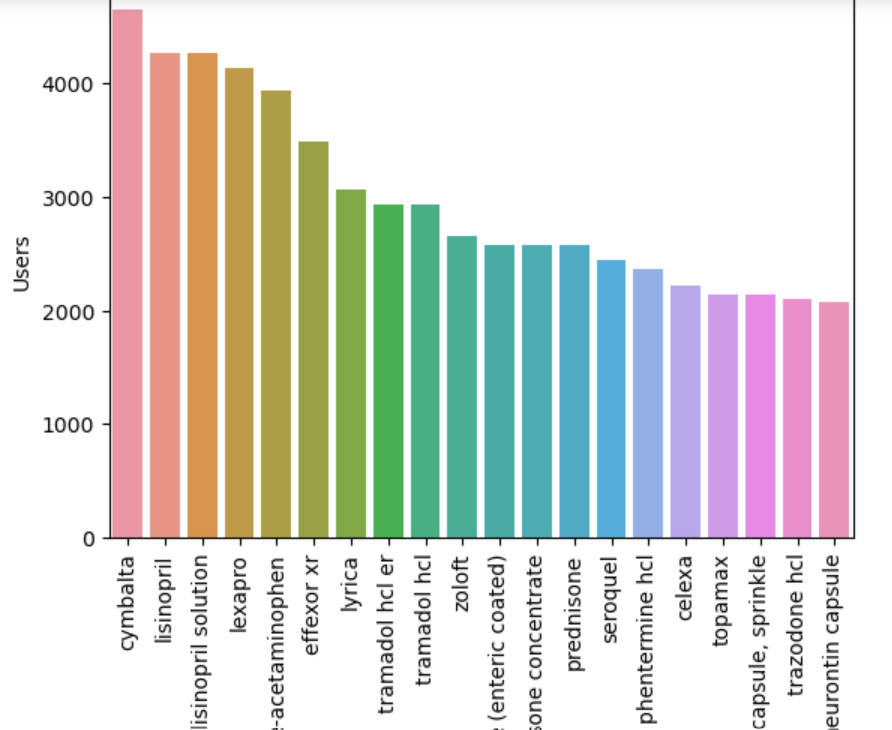 Users
4000
3000
2000
1000
0
cymbalta
lisinopril
lisinopril solution
lexapro
e-acetaminophen
effexor xr
lyrica
tramadol hcl er
tramadol hcl
zoloft
e (enteric coated)
sone concentrate
prednisone
seroquel
phentermine hcl
celexa
topamax
capsule, sprinkle
trazodone hcl
eurontin capsule